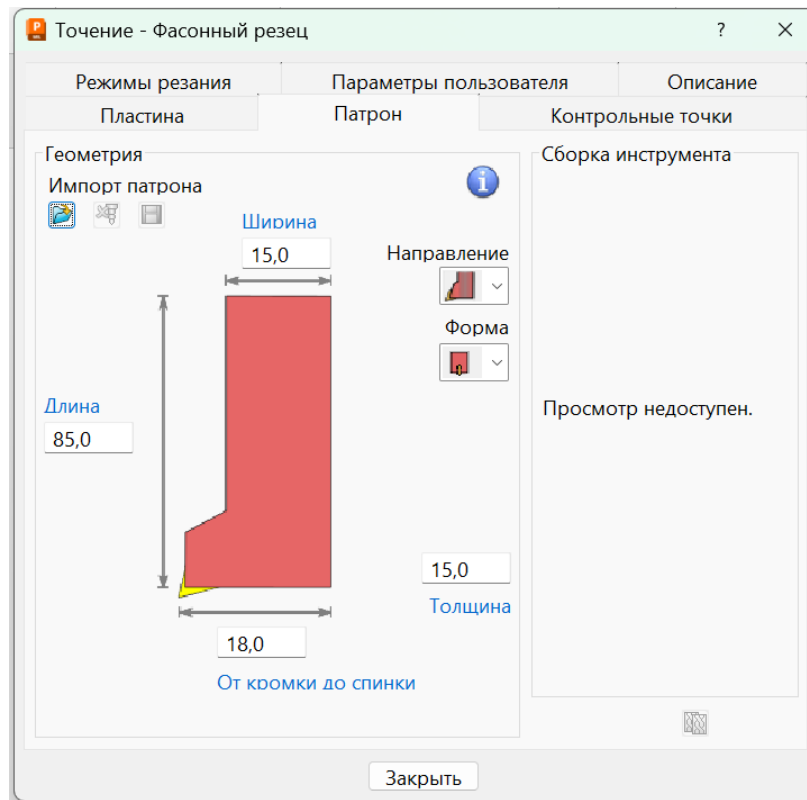 Точение - Фасонный резец
?
Режимы резания
Параметры пользователя
Описание
Пластина
Патрон
Контрольные точки
Геометрия
Импорт патрона
Ширина
15,0
Направление
Форма
Длина
85,0
15,0
Толщина
18,0
От кромки до спинки
Сборка инструмента
Просмотр недоступен.
Закрыть